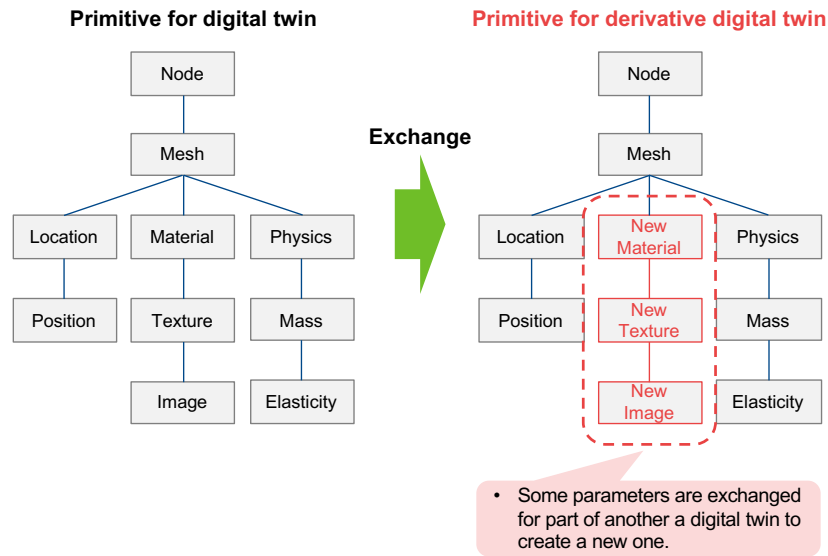 Primitive for digital twin
Node
Mesh
Location
Material
Physics
Position
Texture
Mass
Image
Elasticity
Exchange
Primitive for derivative digital twin
Node
Mesh
Location
New
Material
Physics
Position
New
Texture
Mass
New
Image
Elasticity
• Some parameters are exchanged
for part of another a digital twin to
create a new one.